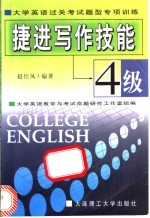 大学英语过关考试题型专项训练
捷进写作技能
赵仕凤/编著
4级
大学英语教学与考试命题研究工作室组编
COLLEGE
ENGLISH
大连理工大学出版社